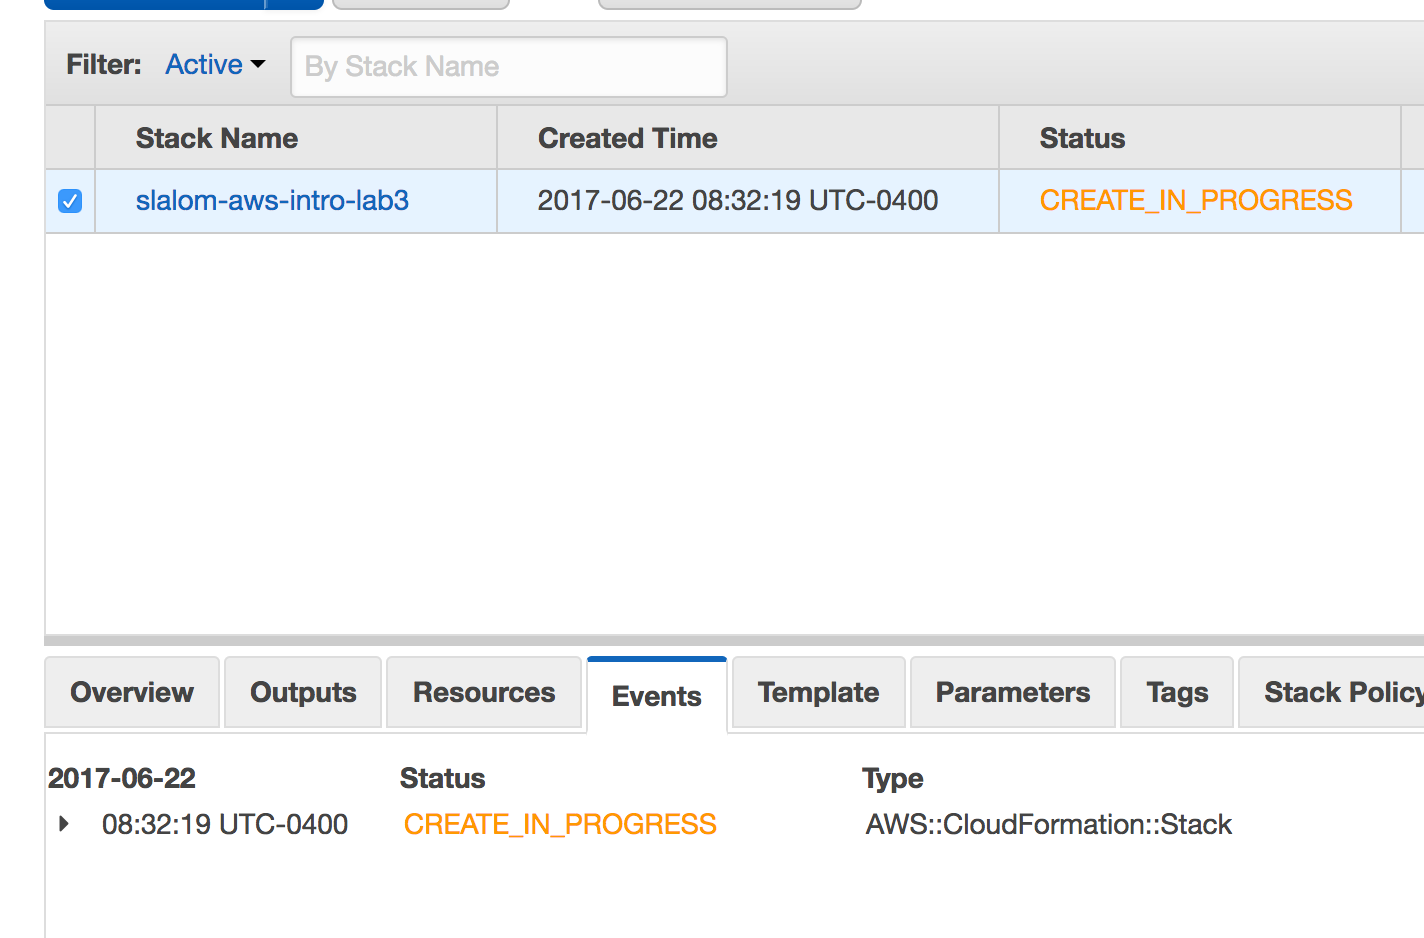 Filter: Active By Stack Name
Stack Name Created Time Status
slalom-aws-intro-lab3 2017-06-22 08:32:19 UTC-0400 CREATE_IN_PROGRESS
Overview Outputs Resources Events Template Parameters Tags Stack Policy
2017-06-22 Status Type
08:32:19 UTC-0400 CREATE_IN_PROGRESS AWS::CloudFormation::Stack